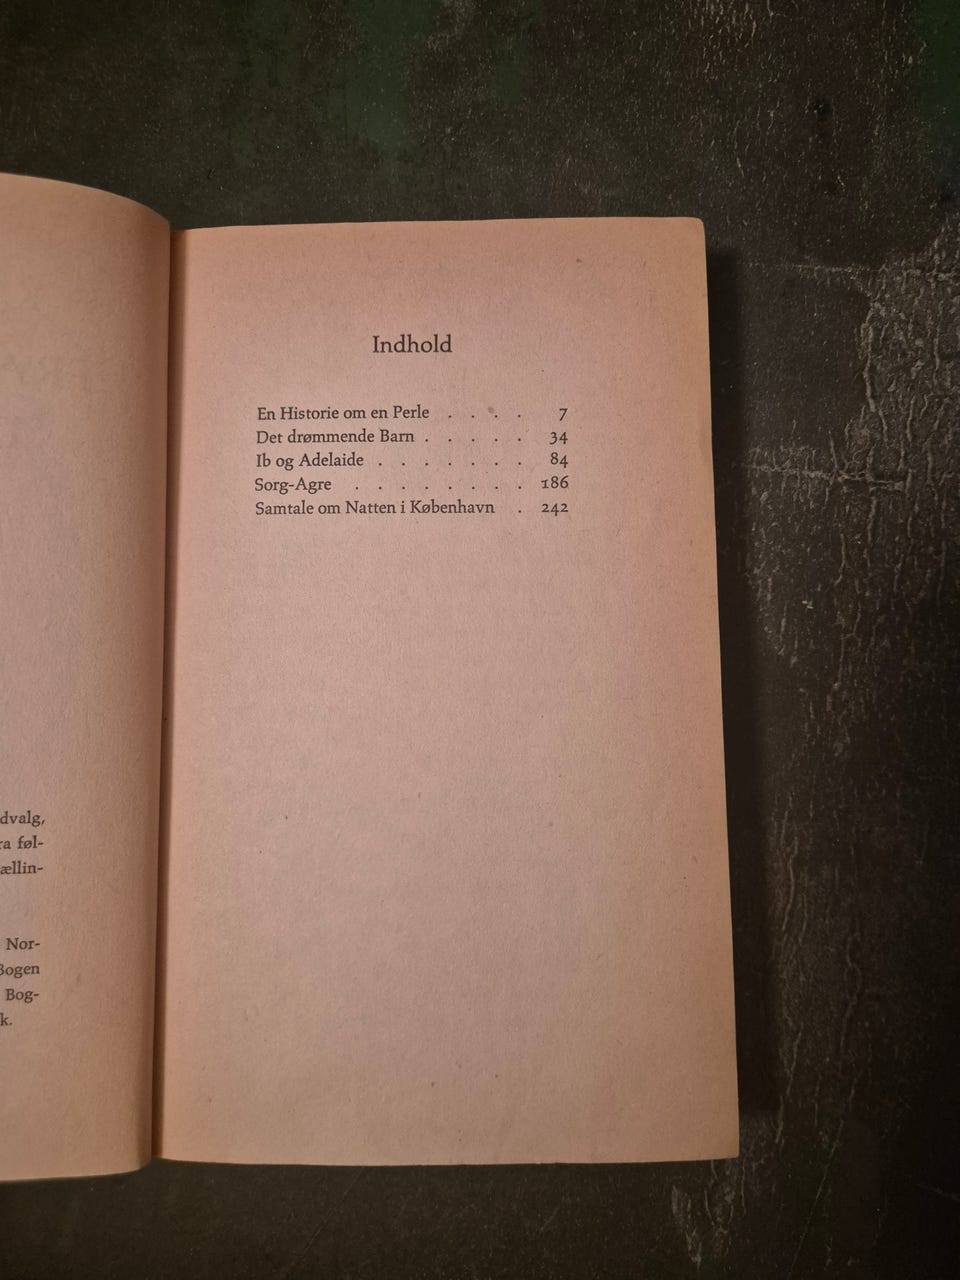 dvalg,
ra føl-
ællin-
Nor-
Bogen
Bog-
k.
Indhold
En Historie om en Perle . . . . 7
Det drømmende Barn . . . . . 34
Ib og Adelaide . . . . . . . 84
Sorg-Agre . . . . . . . . 186
Samtale om Natten i København . 242